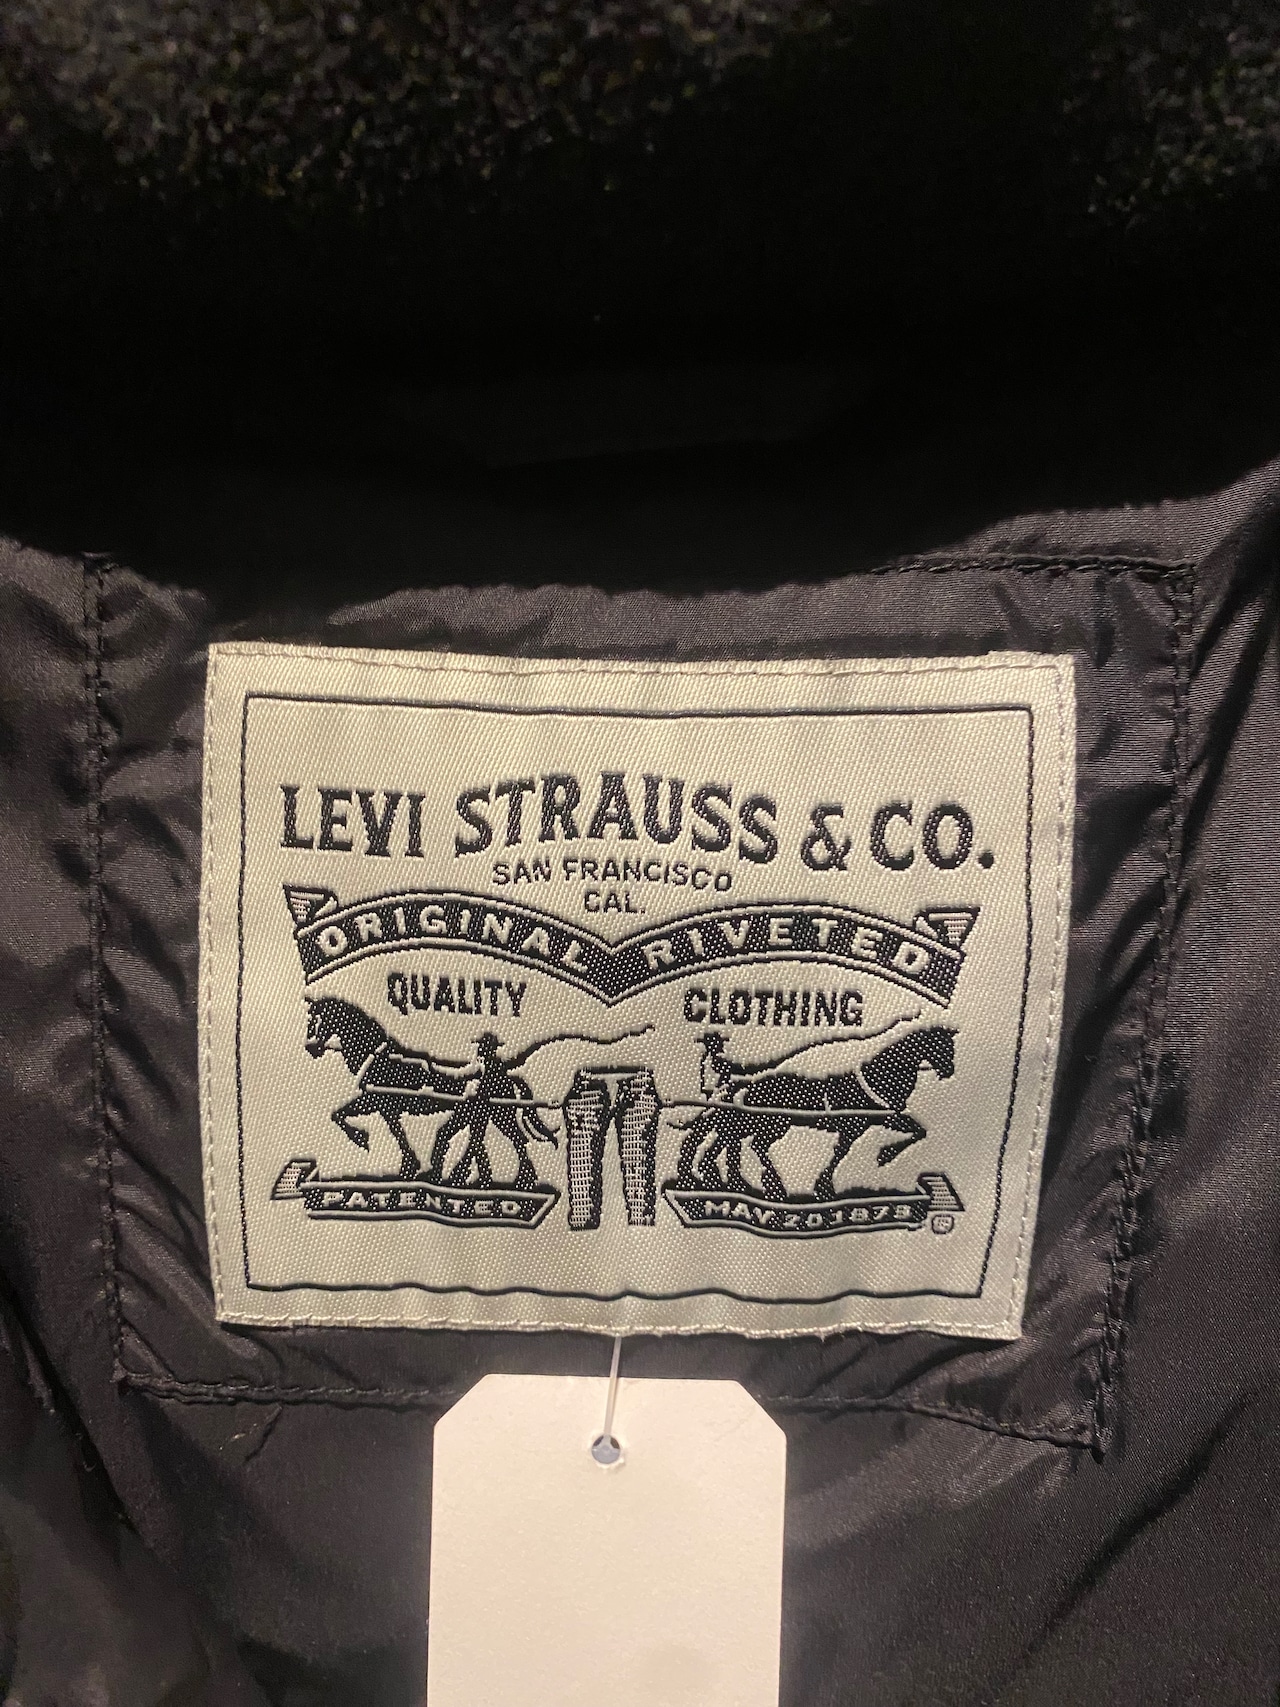 LEVI STRAUSS & CO.
SAN FRANCISCO
CAL.
ORIGINAL RIVETED
QUALITY CLOTHING
PATENTED MAY 20 1873
®